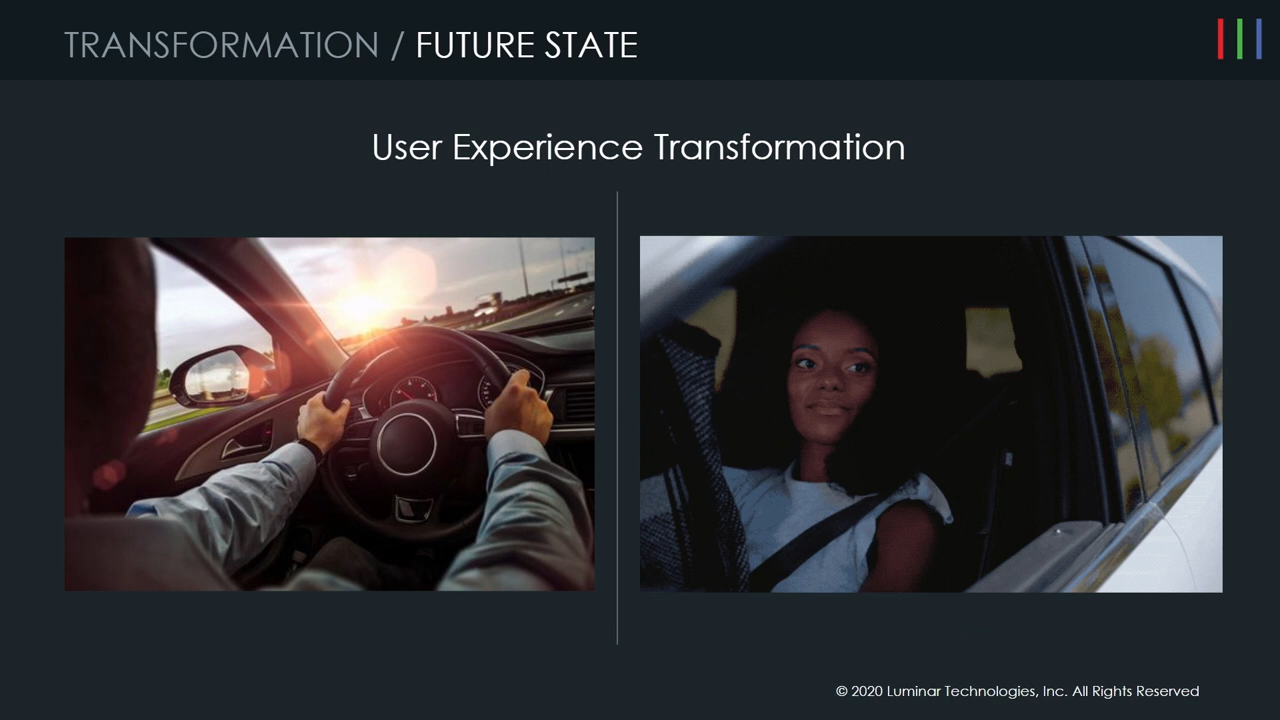 TRANSFORMATION / FUTURE STATE
User Experience Transformation
© 2020 Luminar Technologies, Inc. All Rights Reserved